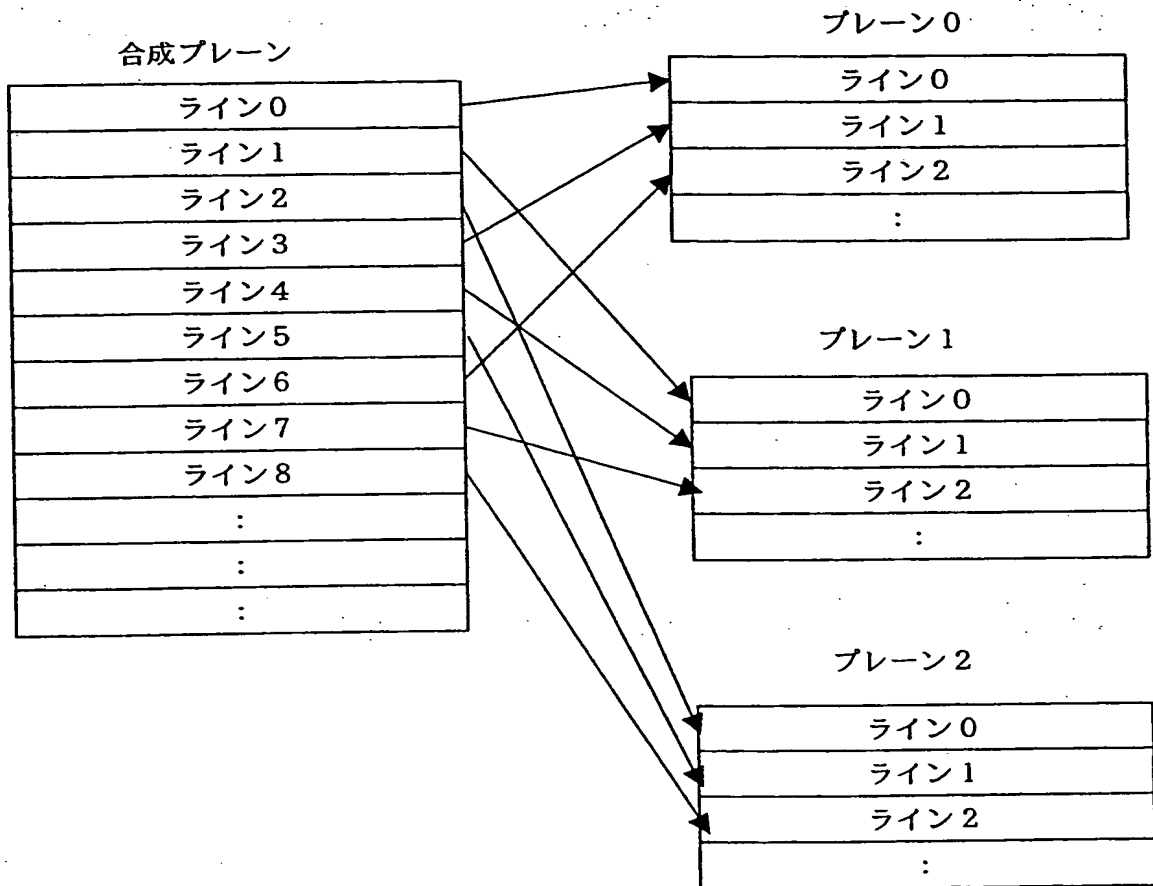 合成プレーン
ライン0
ライン1
ライン2
ライン3
ライン4
ライン5
ライン6
ライン7
ライン8
:
:
:
プレーン0
ライン0
ライン1
ライン2
:
プレーン1
ライン0
ライン1
ライン2
:
プレーン2
ライン0
ライン1
ライン2
: